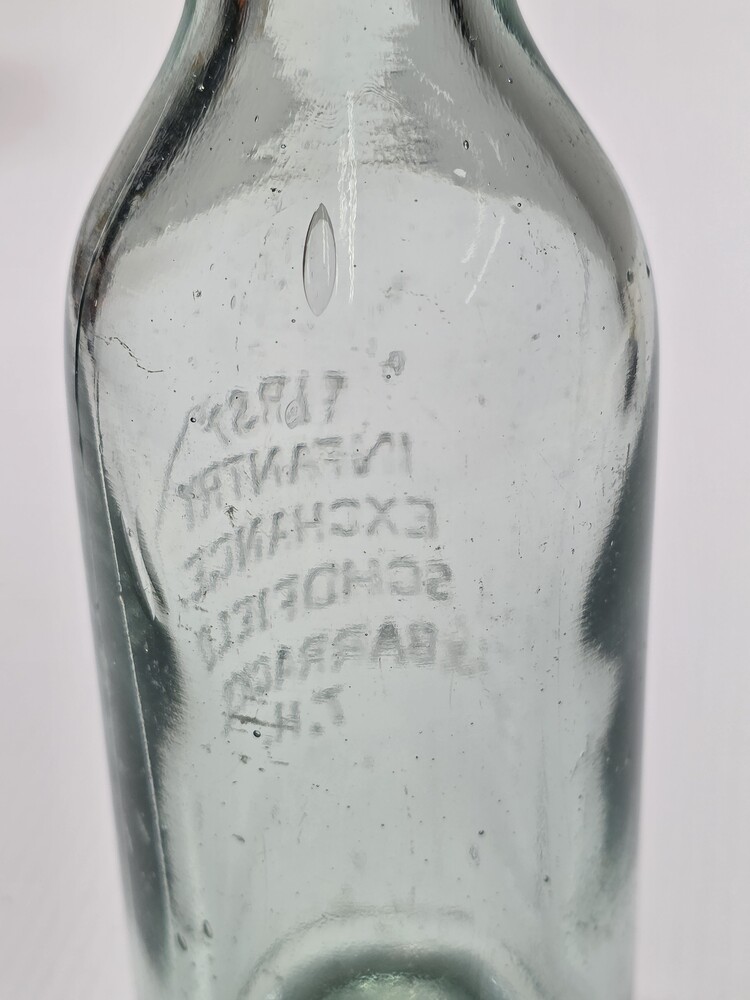 FIRST
INFANTRY
EXCHANGE
SCHOFIELD
BARRACKS
T.H.